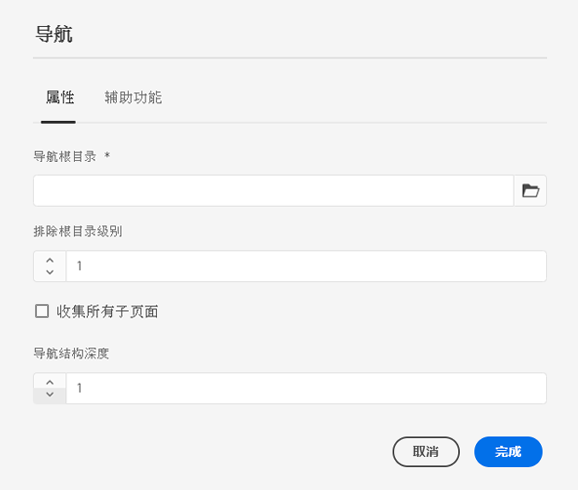 导航
属性 辅助功能
导航根目录 *
排除根目录级别
1
收集所有子页面
导航结构深度
1
取消 完成